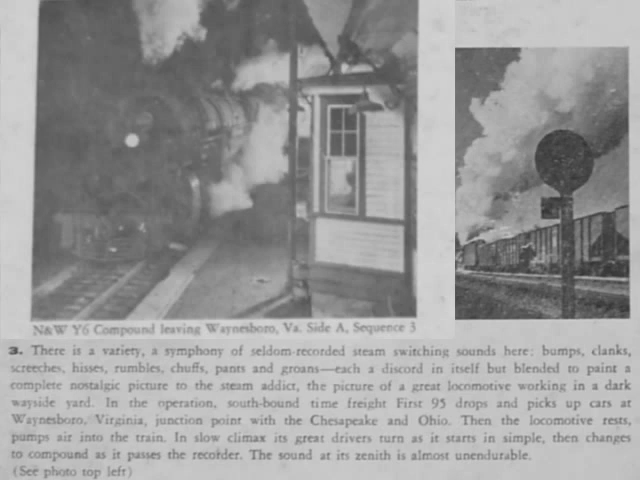 N&W Y6 Compound leaving Waynesboro, Va. Side A, Sequence 3
3. There is a variety, a symphony of seldom-recorded steam switching sounds here: bumps, clanks,
screeches, hisses, rumbles, chuffs, pants and groans—each a discord in itself but blended to paint a
complete nostalgic picture to the steam addict, the picture of a great locomotive working in a dark
wayside yard. In the operation, south-bound time freight First 95 drops and picks up cars at
Waynesboro, Virginia, junction point with the Chesapeake and Ohio. Then the locomotive rests,
pumps air into the train. In slow climax its great drivers turn as it starts in simple, then changes
to compound as it passes the recorder. The sound at its zenith is almost unendurable.
(See photo top left)